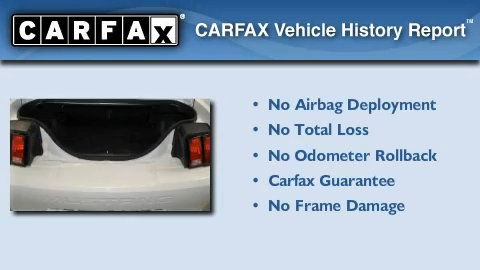 CARFAX® CARFAX Vehicle History Report™
• No Airbag Deployment
• No Total Loss
• No Odometer Rollback
• Carfax Guarantee
• No Frame Damage